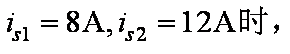 i_{s1} = 8A, i_{s2} = 12A时，